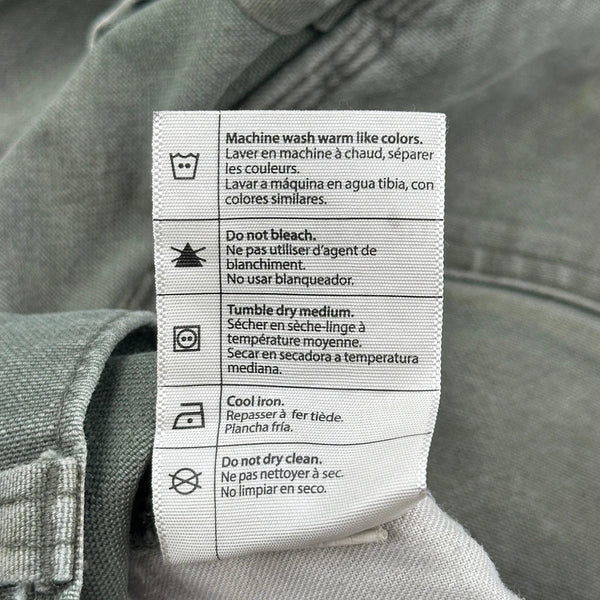 Machine wash warm like colors.
Laver en machine à chaud, séparer
les couleurs.
Lavar a máquina en agua tibia, con
colores similares.
Do not bleach.
Ne pas utiliser d'agent de
blanchiment.
No usar blanqueador.
Tumble dry medium.
Sécher en sèche-linge à
température moyenne.
Secar en secadora a temperatura
mediana.
Cool iron.
Repasser à fer tiède.
Plancha fría.
Do not dry clean.
Ne pas nettoyer à sec.
No limpiar en seco.